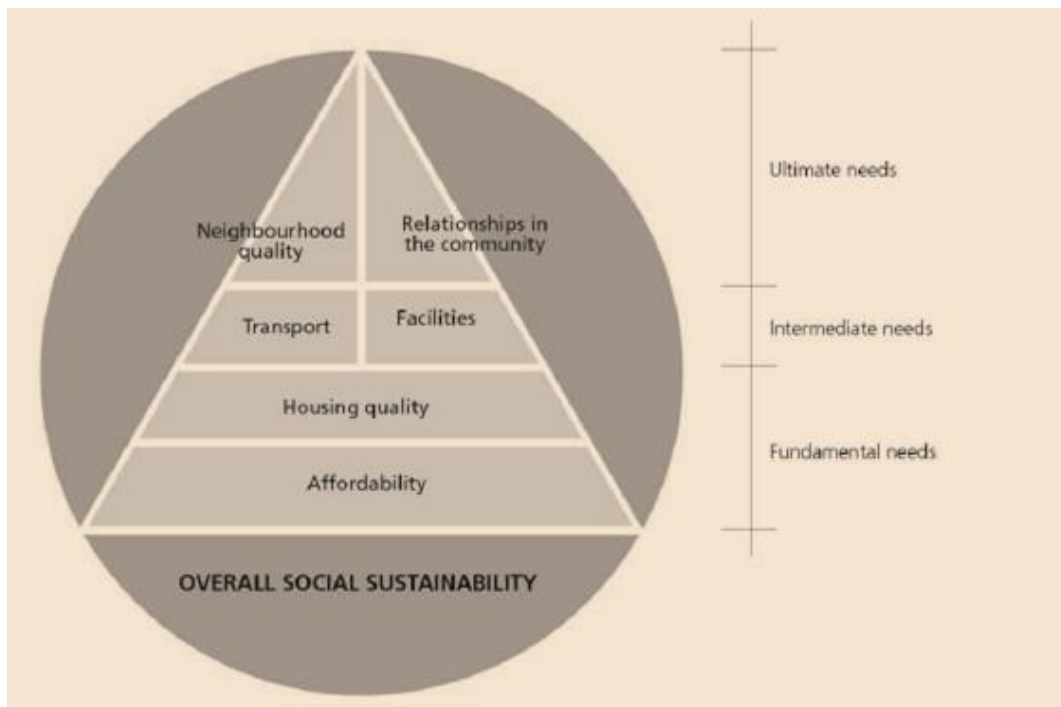 Ultimate needs
Neighbourhood
quality
Relationships in
the community
Transport
Facilities
Intermediate needs
Housing quality
Fundamental needs
Affordability
OVERALL SOCIAL SUSTAINABILITY